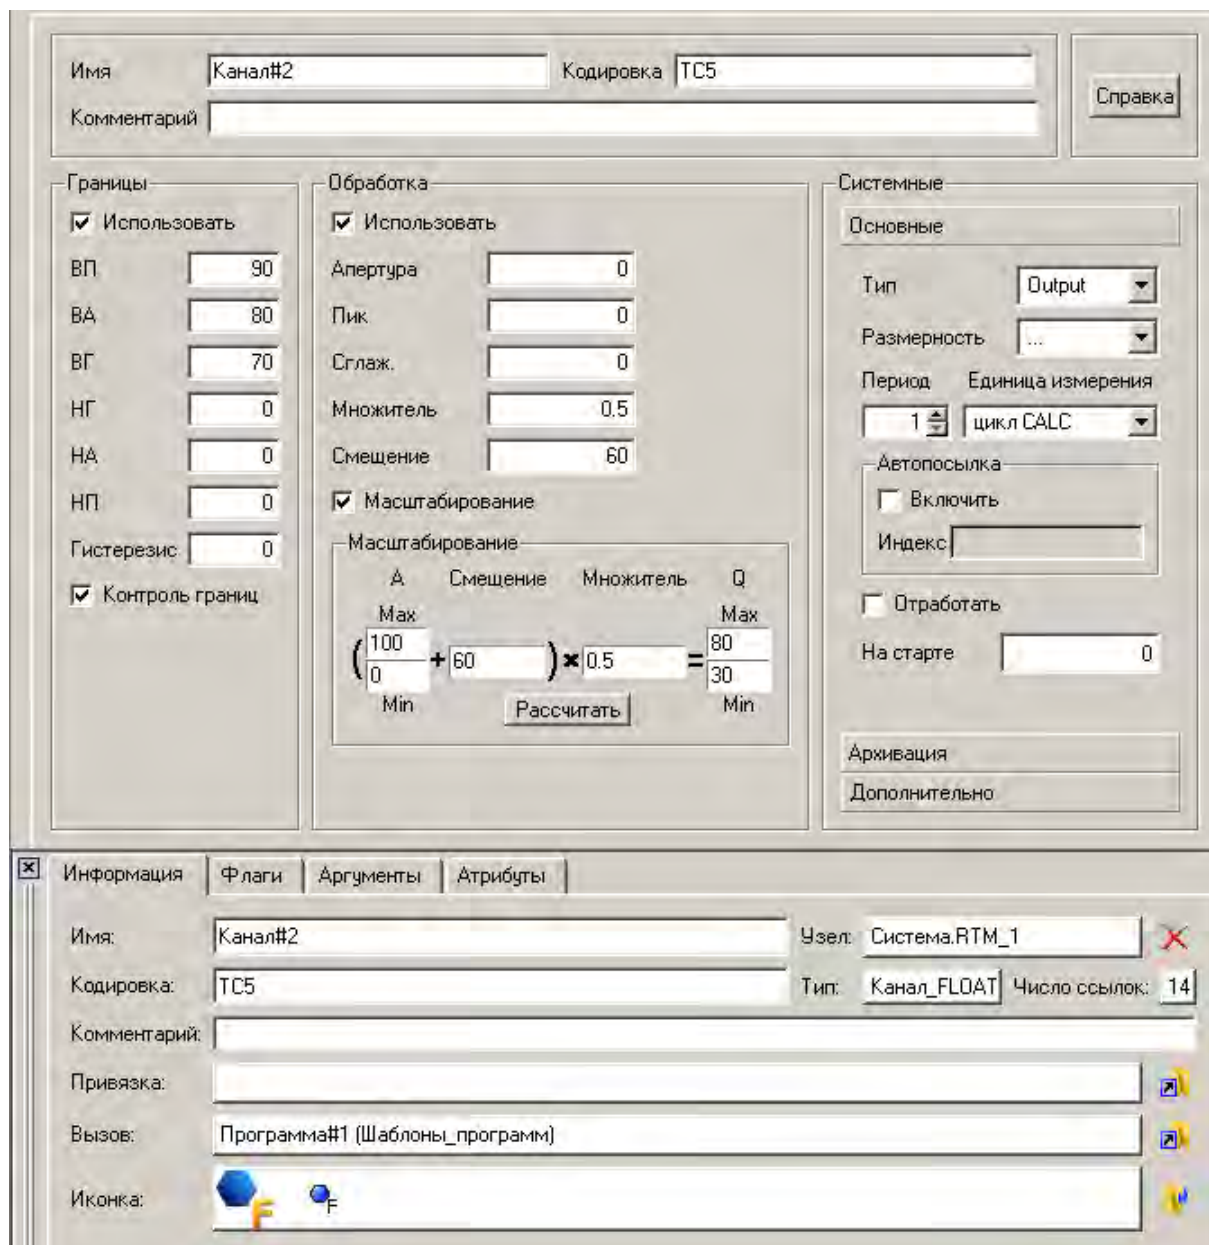 Имя Канал#2 Кодировка TC5
Справка
Комментарий
Границы
Использовать
ВП 90
ВА 80
ВГ 70
НГ 0
НА 0
НП 0
Гистерезис 0
Контроль границ
Обработка
Использовать
Апертура 0
Пик 0
Сглаж. 0
Множитель 0.5
Смещение 60
Масштабирование
Масштабирование
A Смещение Множитель Q
Max Max
(100 + 60 ) × 0.5 = 80
0 30
Min Рассчитать Min
Системные
Основные
Тип Output
Размерность ...
Период Единица измерения
1 цикл CALC
Автопосылка
Включить
Индекс
Отработать
На старте 0
Архивация
Дополнительно
Информация Флаги Аргументы Атрибуты
Имя: Канал#2 Узел: Система.RTM_1
Кодировка: TC5 Тип: Канал_FLOAT Число ссылок: 14
Комментарий:
Привязка:
Вызов: Программа#1 (Шаблоны_программ)
Иконка: F F